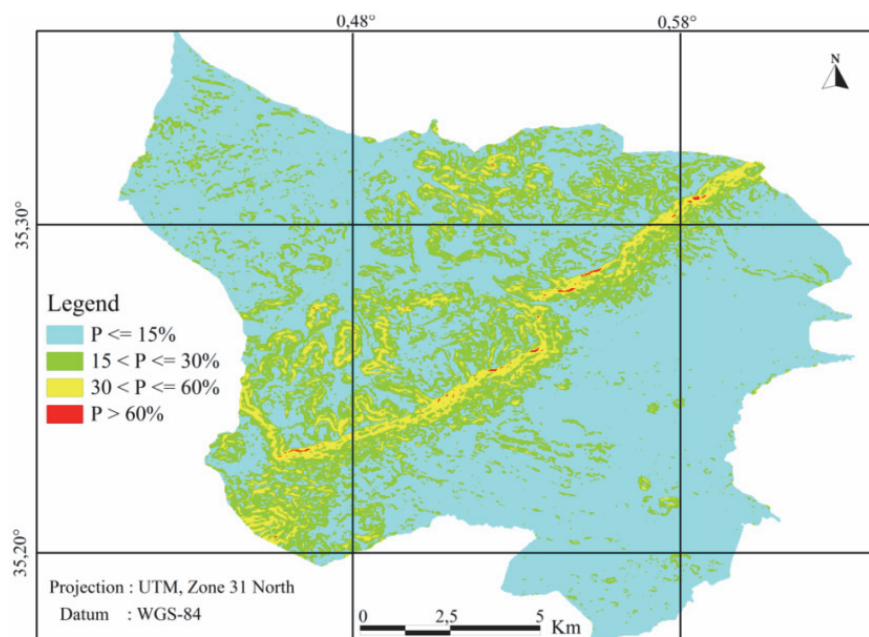 0,48°
0,58°
N
35,30°
Legend
P <= 15%
15 < P <= 30%
30 < P <= 60%
P > 60%
35,20°
Projection : UTM, Zone 31 North
Datum : WGS-84
0 2,5 5
Km